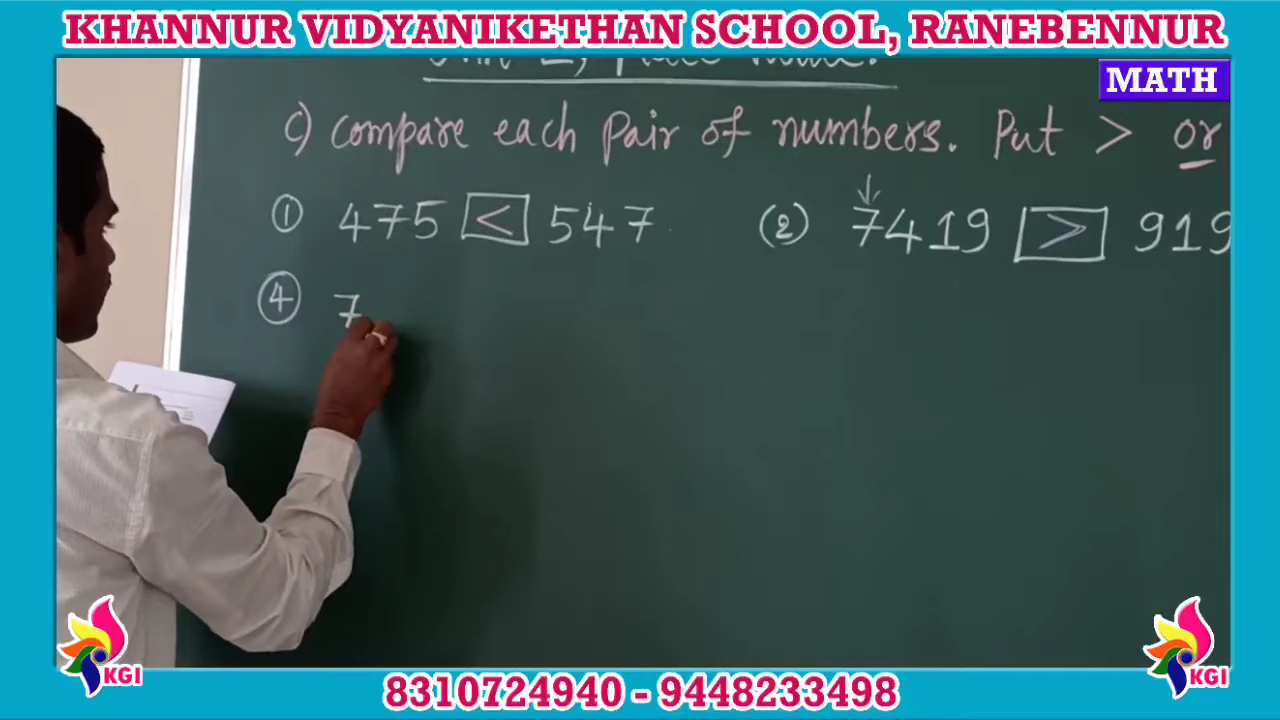 KHANNUR VIDYANIKETHAN SCHOOL, RANEBENNUR
MATH
c) compare each pair of numbers. Put > or
① 475 < 547 (2) 7419 > 919
④ 7
KGI
KGI
8310724940 - 9448233498